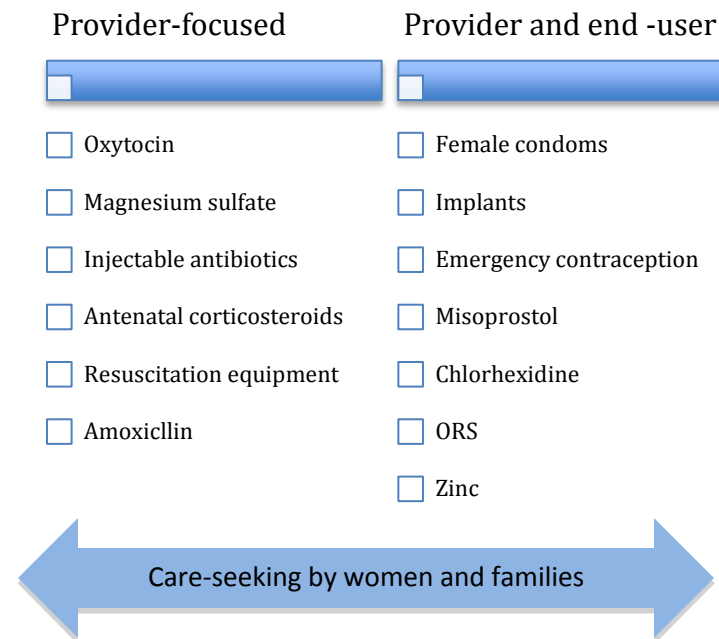 Provider-focused
Oxytocin
Magnesium sulfate
Injectable antibiotics
Antenatal corticosteroids
Resuscitation equipment
Amoxicllin
Provider and end -user
Female condoms
Implants
Emergency contraception
Misoprostol
Chlorhexidine
ORS
Zinc
Care-seeking by women and families